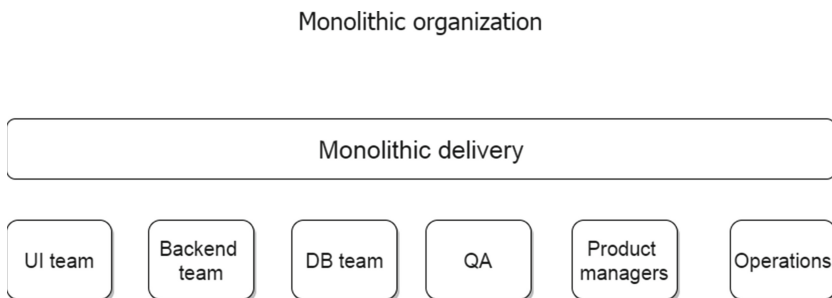 Monolithic organization
Monolithic delivery
UI team
Backend
team
DB team
QA
Product
managers
Operations